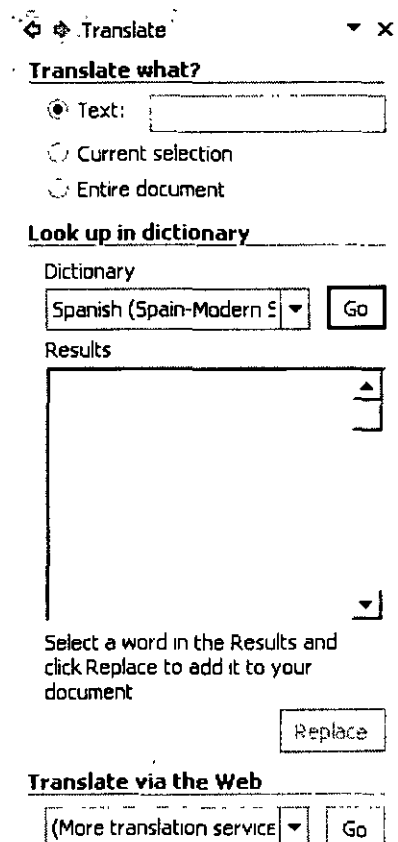 Translate
Translate what?
Text:
Current selection
Entire document
Look up in dictionary
Dictionary
Spanish (Spain-Modern S
Go
Results
Select a word in the Results and
click Replace to add it to your
document
Replace
Translate via the Web
(More translation service
Go